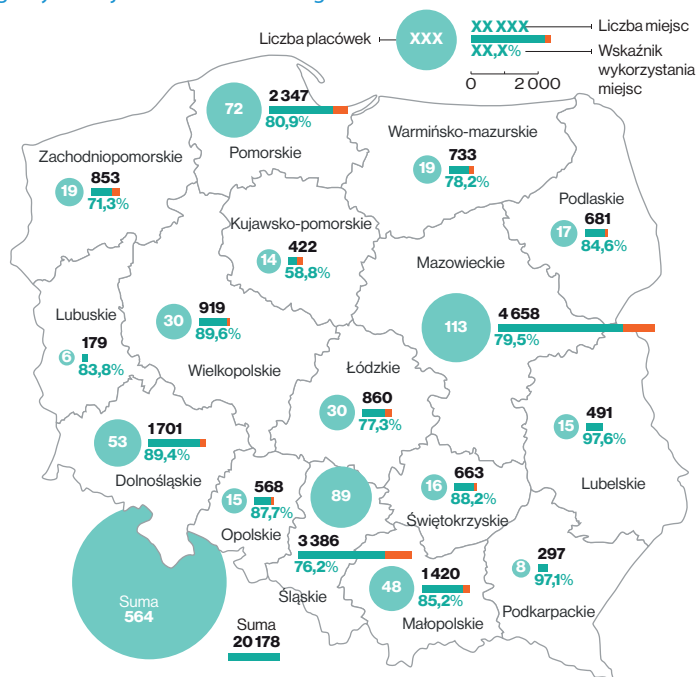 Liczba placówek
XXX
XX XXX
Liczba miejsc
XX,X%
Wskaźnik
wykorzystania
miejsc
0
2 000
72
2 347
80,9%
Pomorskie
Warmińsko-mazurskie
19
733
78,2%
Zachodniopomorskie
19
853
71,3%
Podlaskie
17
681
84,6%
Kujawsko-pomorskie
14
422
58,8%
Mazowieckie
113
4 658
79,5%
Lubuskie
6
179
83,8%
30
919
89,6%
Wielkopolskie
Łódzkie
30
860
77,3%
15
491
97,6%
Lubelskie
53
1701
89,4%
Dolnośląskie
15
568
87,7%
Opolskie
89
3 386
76,2%
Śląskie
16
663
88,2%
Świętokrzyskie
48
1 420
85,2%
Małopolskie
8
297
97,1%
Podkarpackie
Suma
564
Suma
20 178